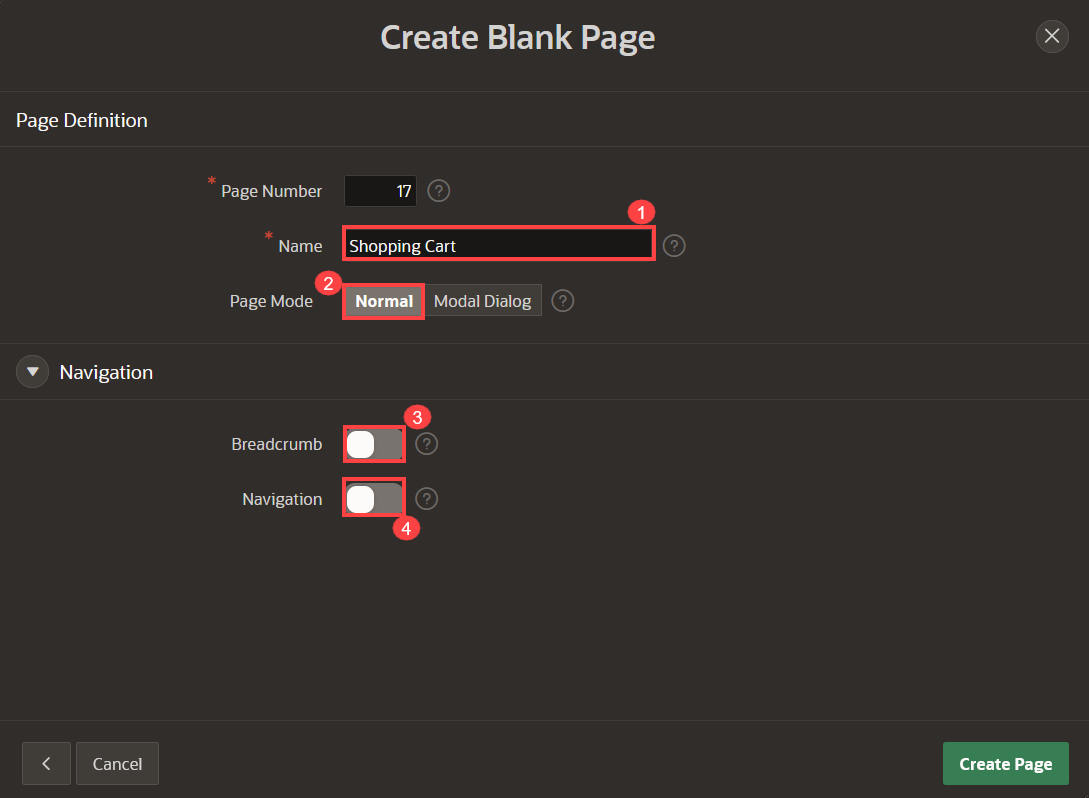 Create Blank Page
Page Definition
* Page Number 17 ?
1
* Name Shopping Cart ?
2
Page Mode Normal Modal Dialog ?
Navigation
3
Breadcrumb ?
Navigation ?
4
Cancel Create Page